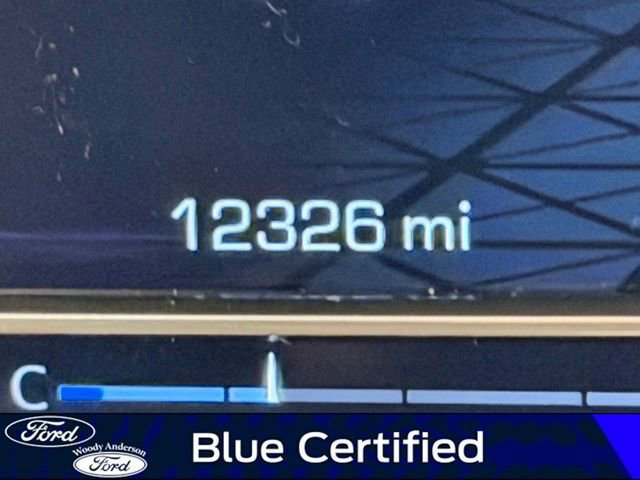 12326 mi
C
Ford
Woody Anderson
Ford
Blue Certified